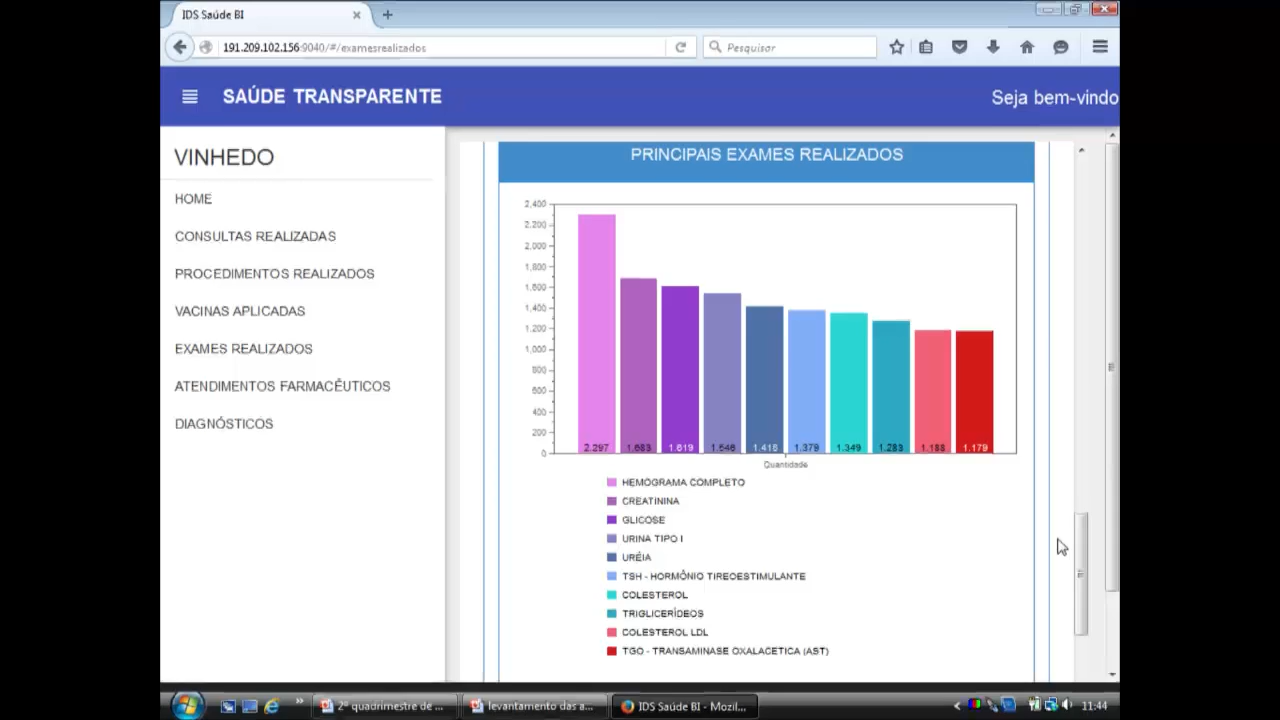 IDS Saúde BI
191.209.102.156:9040/#/examesrealizados
Pesquisar
SAÚDE TRANSPARENTE
Seja bem-vindo
VINHEDO
HOME
CONSULTAS REALIZADAS
PROCEDIMENTOS REALIZADOS
VACINAS APLICADAS
EXAMES REALIZADOS
ATENDIMENTOS FARMACÊUTICOS
DIAGNÓSTICOS
PRINCIPAIS EXAMES REALIZADOS
2,400
2,200
2,000
1,800
1,600
1,400
1,200
1,000
800
600
400
200
0
2.297 1.683 1.619 1.546 1.379 1.349 1.283 1.179
Quantidade
HEMOGRAMA COMPLETO
CREATININA
GLICOSE
URINA TIPO I
URÉIA
TSH - HORMÔNIO TIREOESTIMULANTE
COLESTEROL
TRIGLICERÍDEOS
COLESTEROL LDL
TGO - TRANSAMINASE OXALACETICA (AST)
2º quadrimestre de ...
levantamento das a...
IDS Saúde BI - Mozil...
11:44